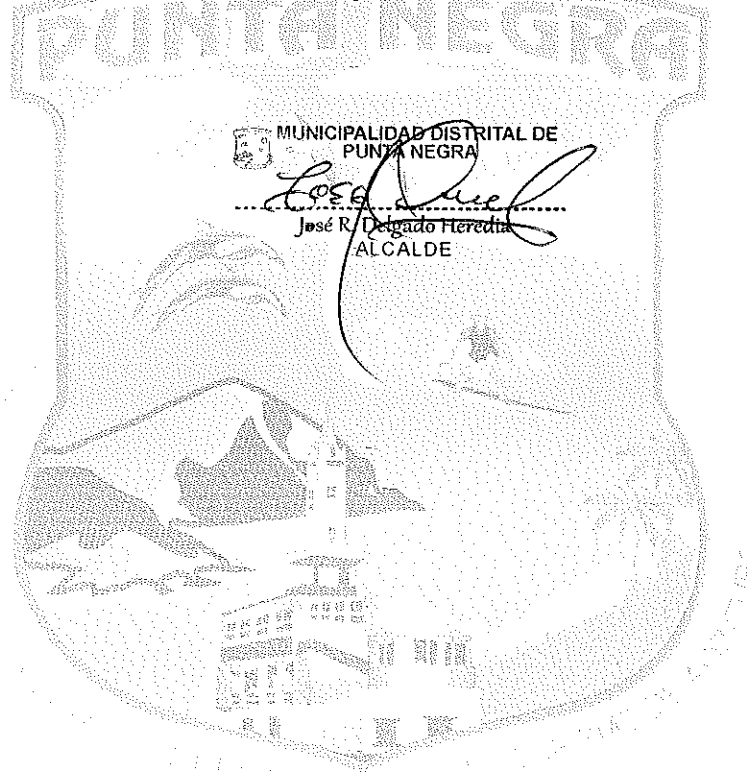 PUNTA NEGRA
MUNICIPALIDAD DISTRITAL DE
PUNTA NEGRA
José R. Delgado Heredia
ALCALDE